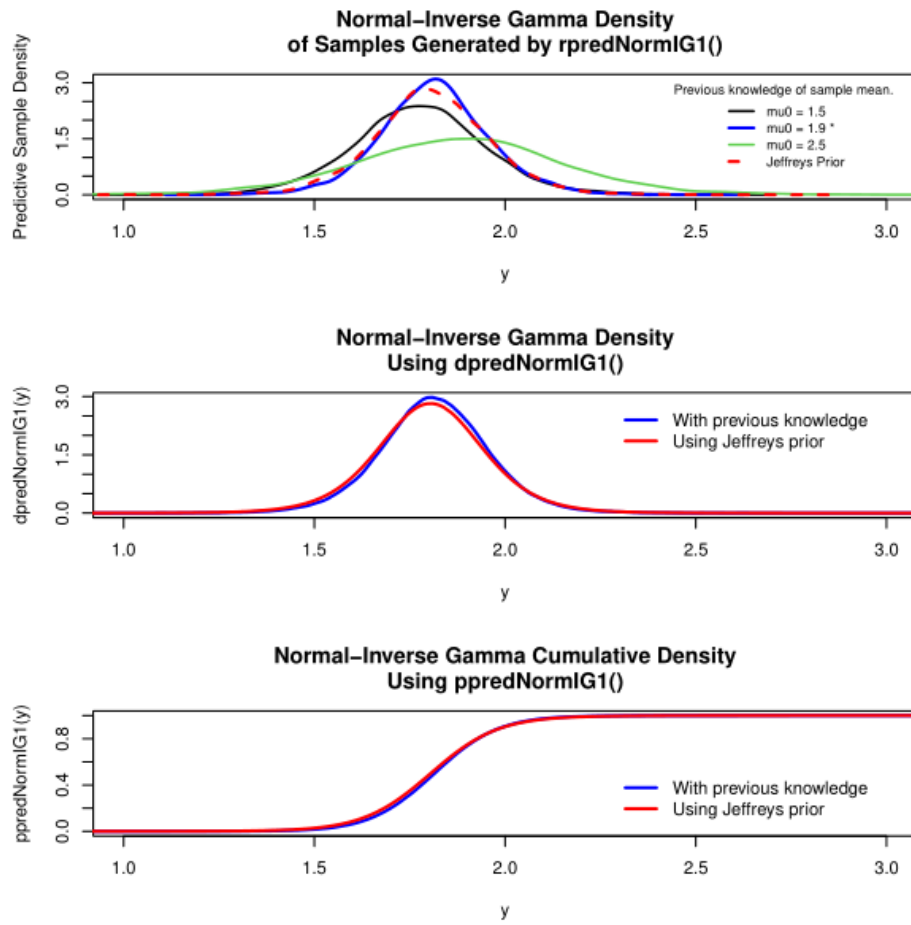 Normal−Inverse Gamma Density
of Samples Generated by rpredNormIG1()
Predictive Sample Density
0.0 1.5 3.0
Previous knowledge of sample mean.
mu0 = 1.5
mu0 = 1.9 *
mu0 = 2.5
Jeffreys Prior
1.0 1.5 2.0 2.5 3.0
y
Normal−Inverse Gamma Density
Using dpredNormIG1()
dpredNormIG1(y)
0.0 1.5 3.0
With previous knowledge
Using Jeffreys prior
1.0 1.5 2.0 2.5 3.0
y
Normal−Inverse Gamma Cumulative Density
Using ppredNormIG1()
ppredNormIG1(y)
0.0 0.4 0.8
With previous knowledge
Using Jeffreys prior
1.0 1.5 2.0 2.5 3.0
y